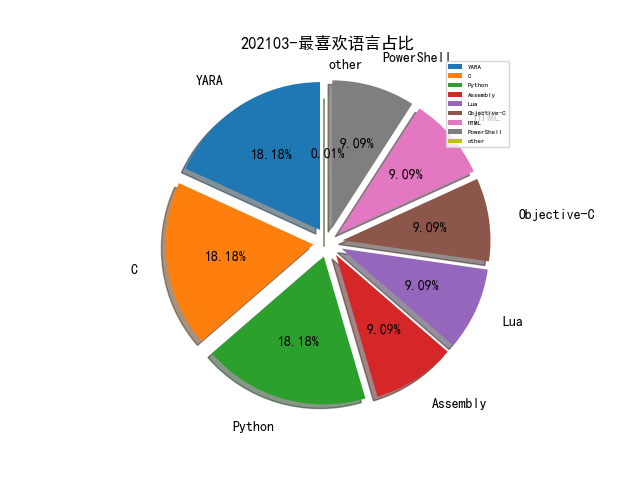 202103-最喜欢语言占比
other
PowerShell
YARA
HTML
Objective-C
C
Lua
Python
Assembly
18.18%
0.01%
9.09%
9.09%
18.18%
9.09%
9.09%
18.18%
9.09%
YARA
C
Python
Assembly
Lua
Objective-C
HTML
PowerShell
other